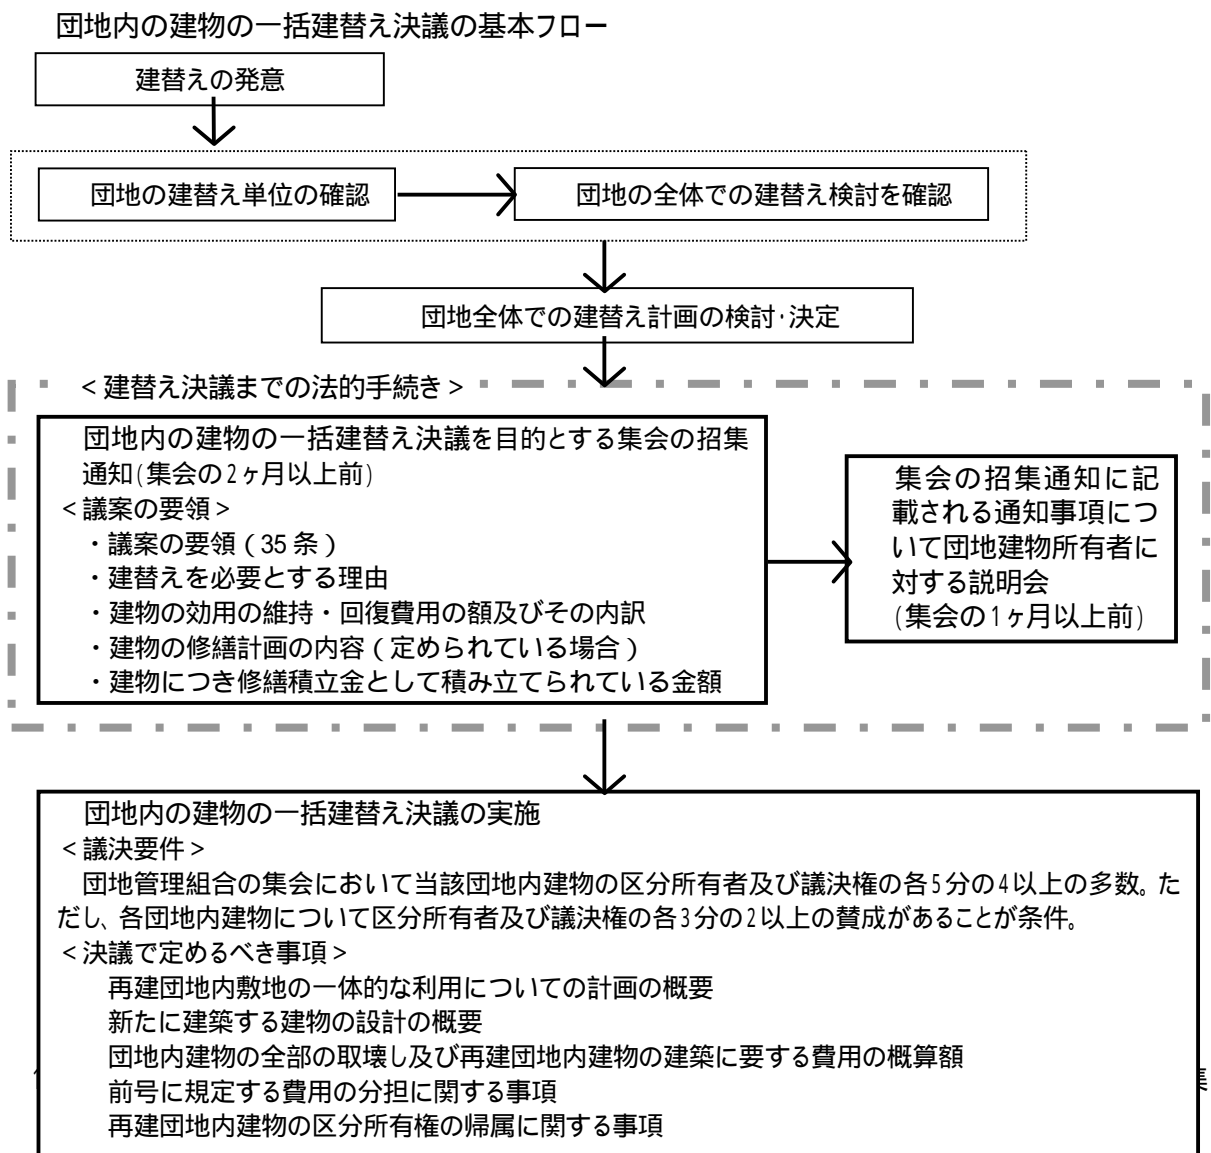 団地内の建物の一括建替え決議の基本フロー
建替えの発意
団地の建替え単位の確認
団地の全体での建替え検討を確認
団地全体での建替え計画の検討･決定
＜建替え決議までの法的手続き＞
団地内の建物の一括建替え決議を目的とする集会の招集
通知(集会の2ヶ月以上前)
＜議案の要領＞
・議案の要領（35条）
・建替えを必要とする理由
・建物の効用の維持・回復費用の額及びその内訳
・建物の修繕計画の内容（定められている場合）
・建物につき修繕積立金として積み立てられている金額
集会の招集通知に記
載される通知事項につ
いて団地建物所有者に
対する説明会
(集会の1ヶ月以上前)
団地内の建物の一括建替え決議の実施
＜議決要件＞
団地管理組合の集会において当該団地内建物の区分所有者及び議決権の各5分の4以上の多数。た
だし、各団地内建物について区分所有者及び議決権の各3分の2以上の賛成があることが条件。
＜決議で定めるべき事項＞
再建団地内敷地の一体的な利用についての計画の概要
新たに建築する建物の設計の概要
団地内建物の全部の取壊し及び再建団地内建物の建築に要する費用の概算額
前号に規定する費用の分担に関する事項
再建団地内建物の区分所有権の帰属に関する事項